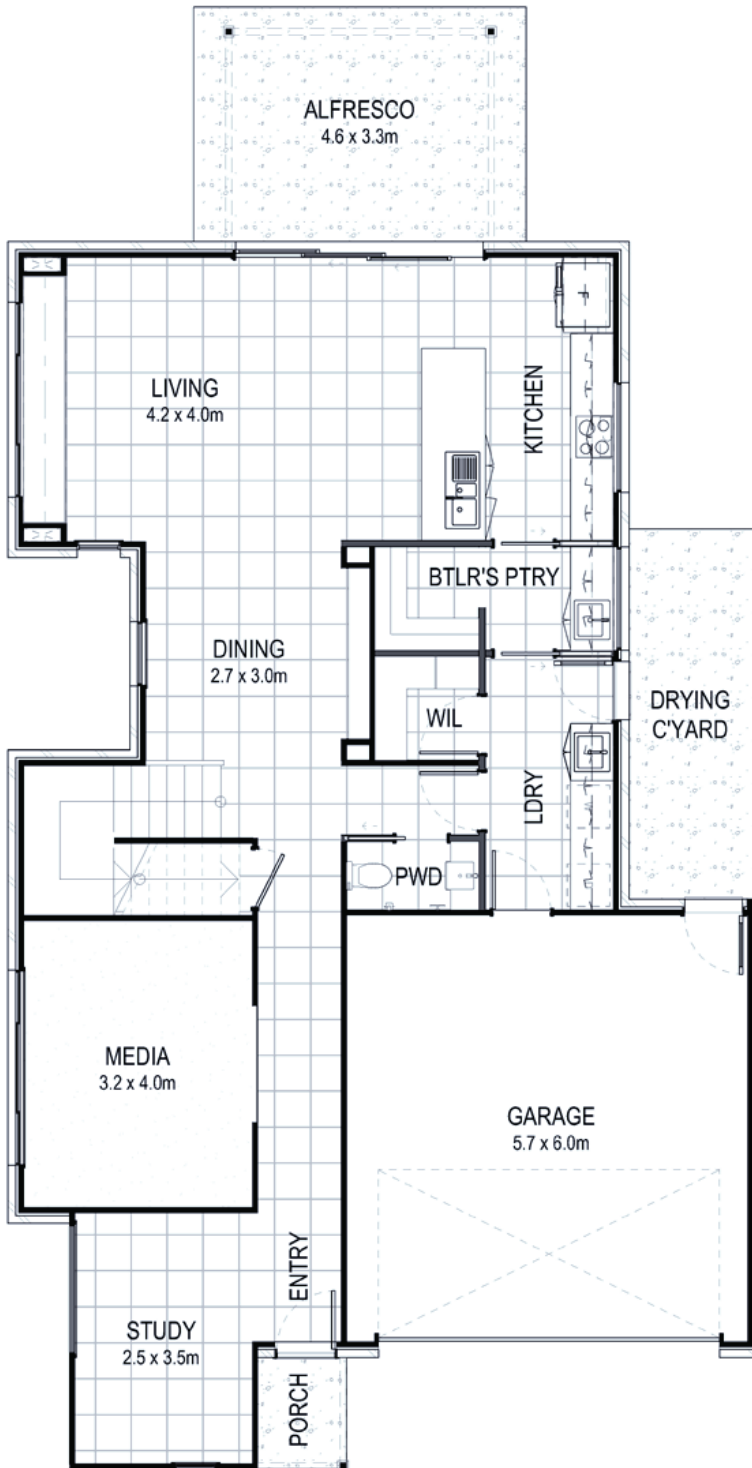 ALFRESCO
4.6 x 3.3m
LIVING
4.2 x 4.0m
KITCHEN
BTLR'S PTRY
DINING
2.7 x 3.0m
WIL
DRYING
C'YARD
LDRY
PWD
MEDIA
3.2 x 4.0m
GARAGE
5.7 x 6.0m
ENTRY
STUDY
2.5 x 3.5m
PORCH